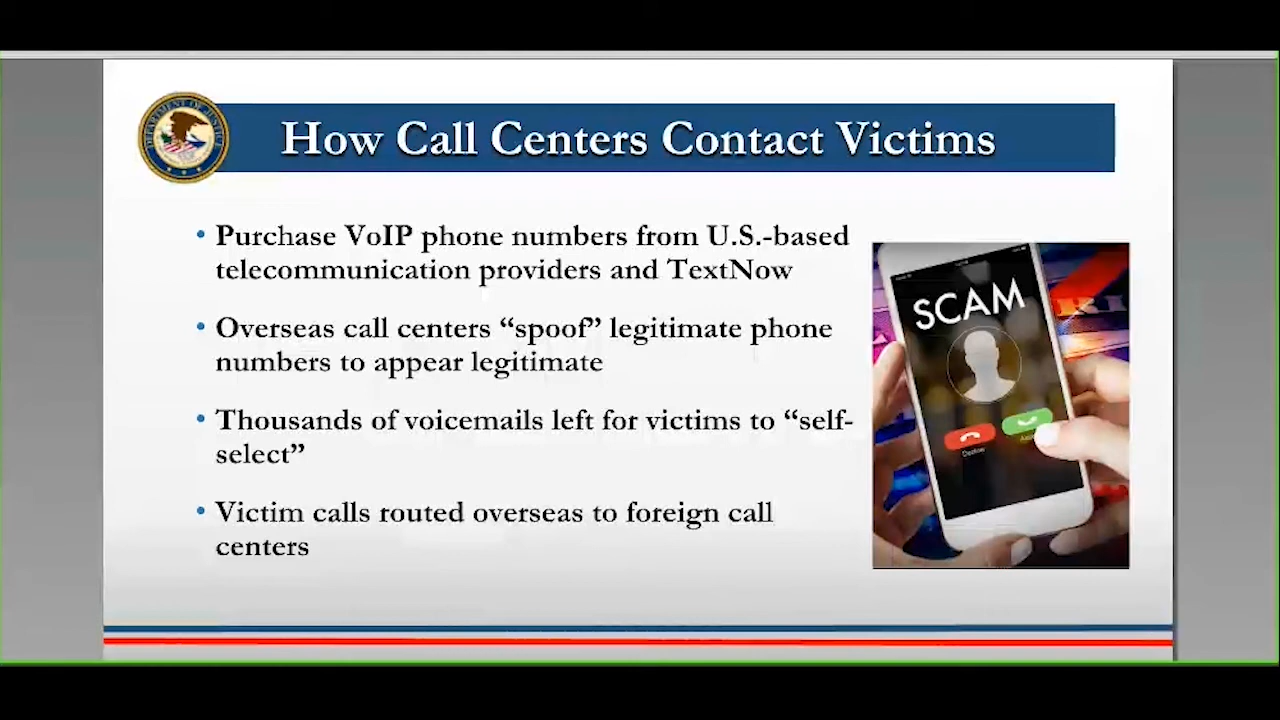 How Call Centers Contact Victims
• Purchase VoIP phone numbers from U.S.-based
telecommunication providers and TextNow
• Overseas call centers “spoof” legitimate phone
numbers to appear legitimate
• Thousands of voicemails left for victims to “self-
select”
• Victim calls routed overseas to foreign call
centers
SCAM
Decline